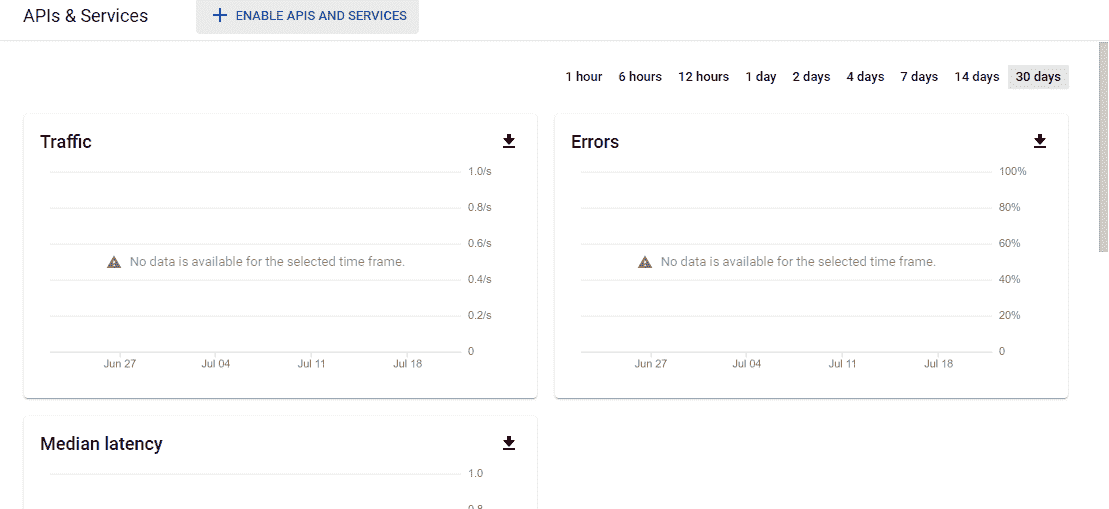 APIs & Services
ENABLE APIS AND SERVICES
1 hour 6 hours 12 hours 1 day 2 days 4 days 7 days 14 days 30 days
Traffic
1.0/s
0.8/s
0.6/s
No data is available for the selected time frame.
0.4/s
0.2/s
0
Jun 27 Jul 04 Jul 11 Jul 18
Errors
100%
80%
60%
No data is available for the selected time frame.
40%
20%
0
Jun 27 Jul 04 Jul 11 Jul 18
Median latency
1.0
0.8